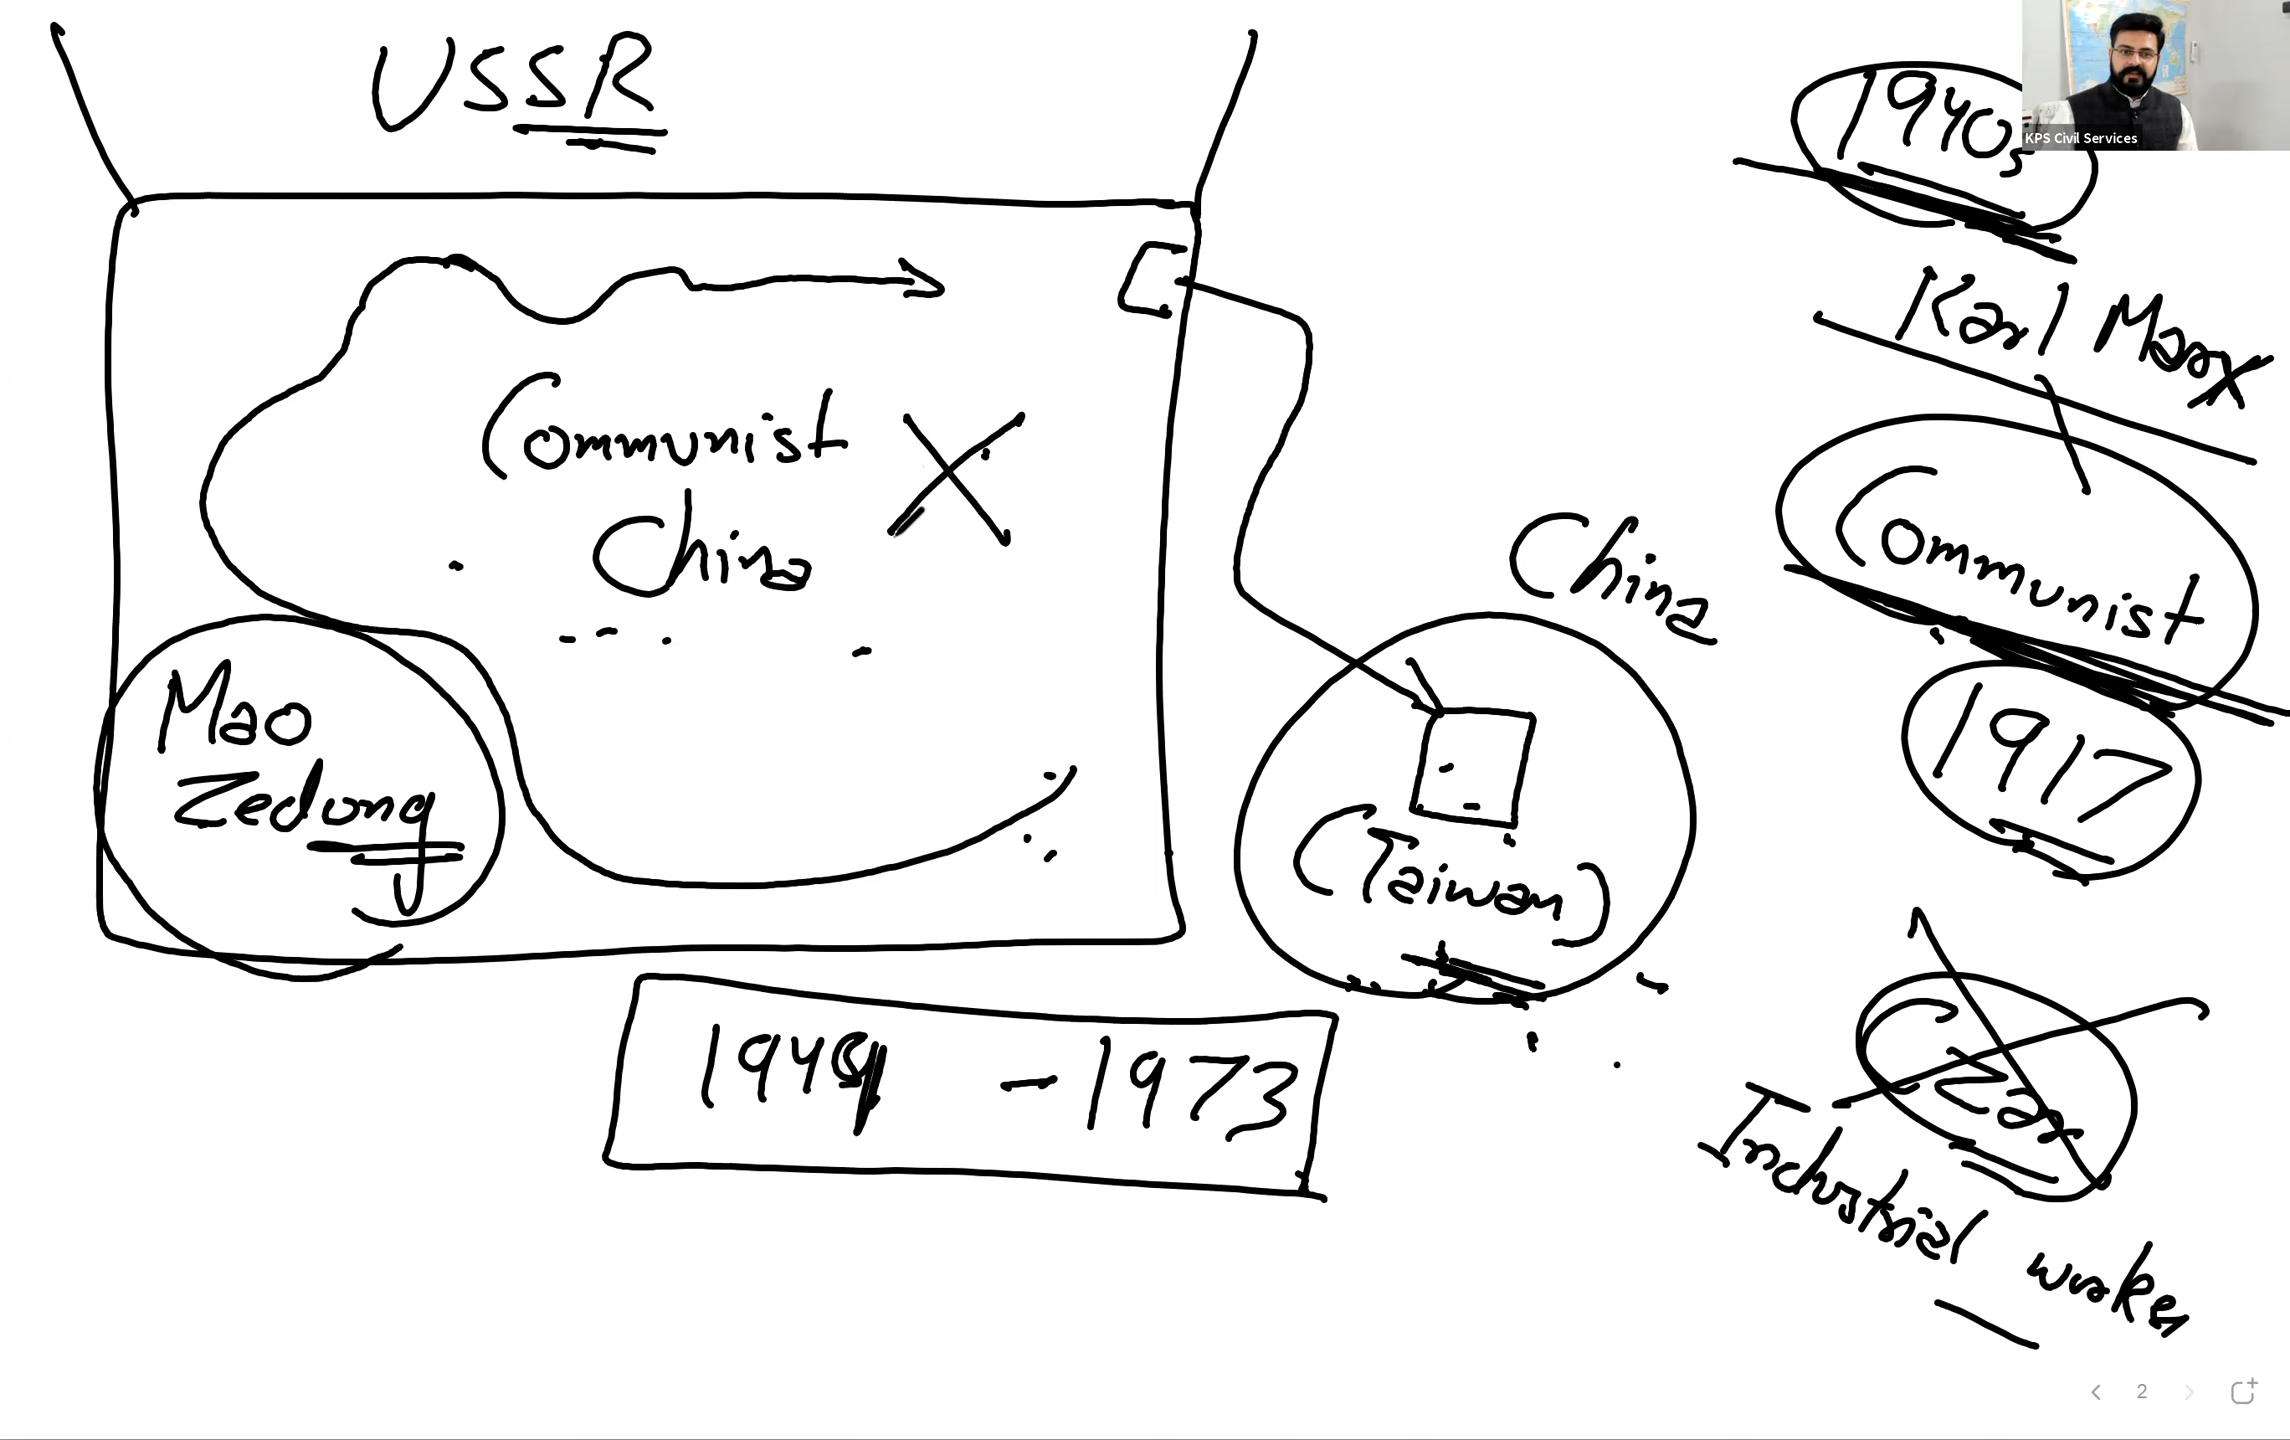 USSR
1940s
KPS Civil Services
Karl Marx
Communist
China
Communist
1917
Mao
Zedong
China
(Taiwan)
1949 - 1973
Czar
Industrial worker
2